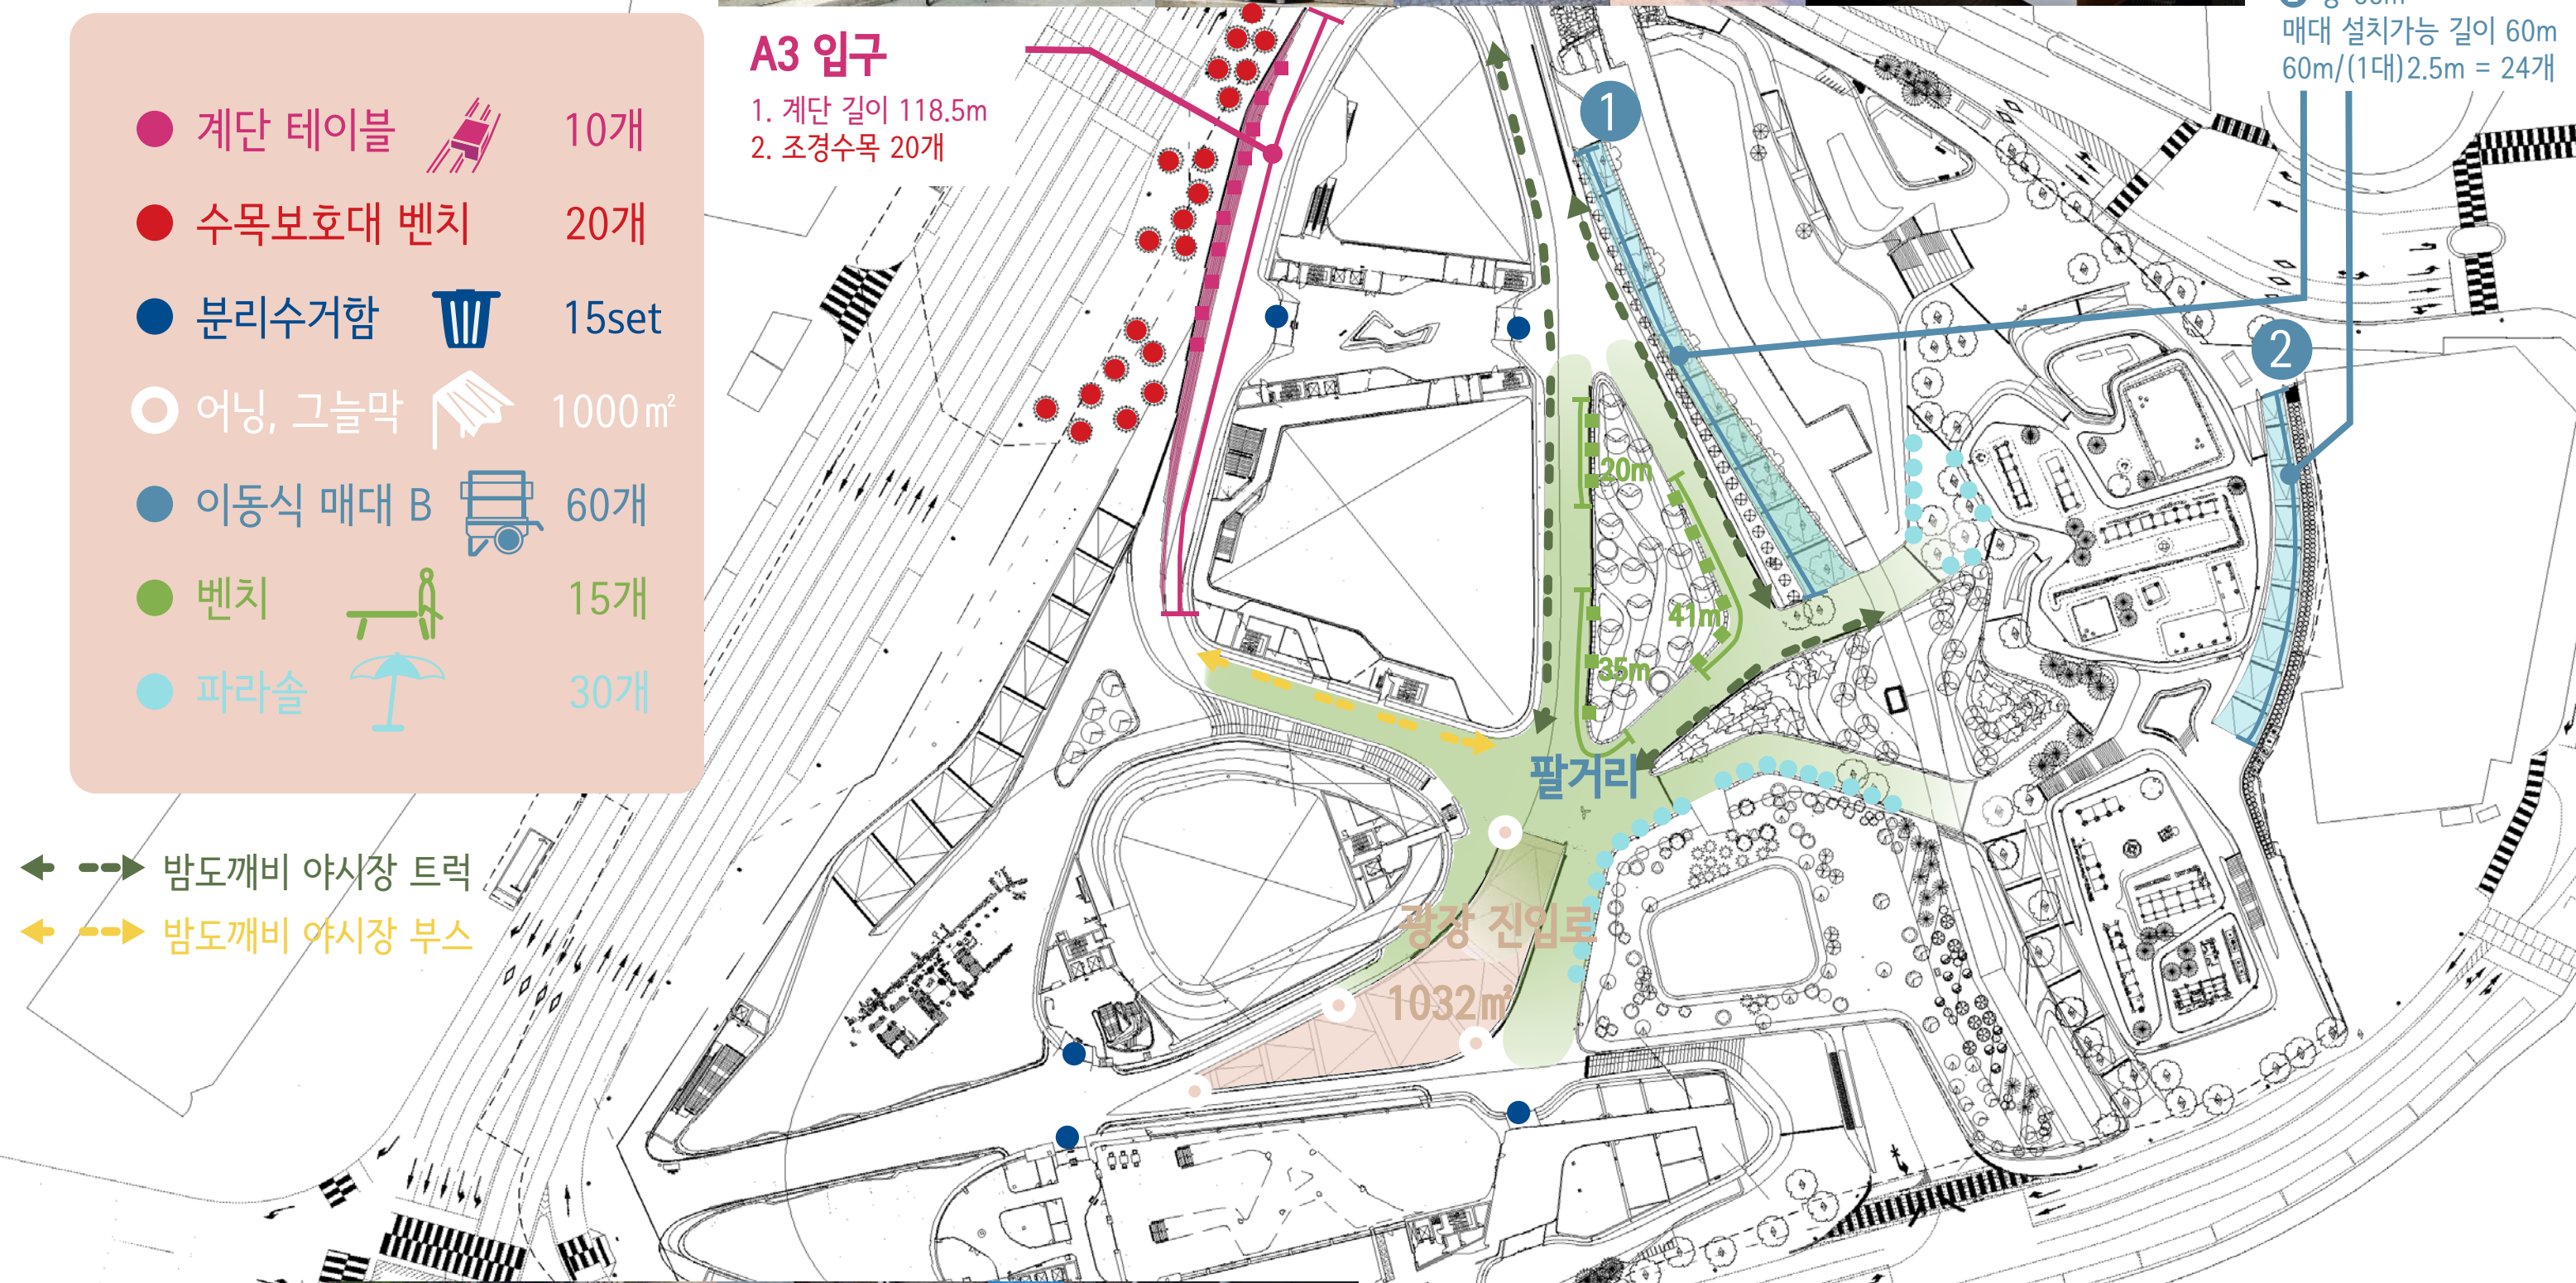 계단 테이블 10개
수목보호대 벤치 20개
분리수거함 15set
어닝, 그늘막 1000㎡
이동식 매대 B 60개
벤치 15개
파라솔 30개
밤도깨비 야시장 트럭
밤도깨비 야시장 부스
A3 입구
1. 계단 길이 118.5m
2. 조경수목 20개
매대 설치가능 길이 60m
60m/(1대)2.5m = 24개
1
2
20m
41m
35m
팔거리
광장 진입로
1032㎡